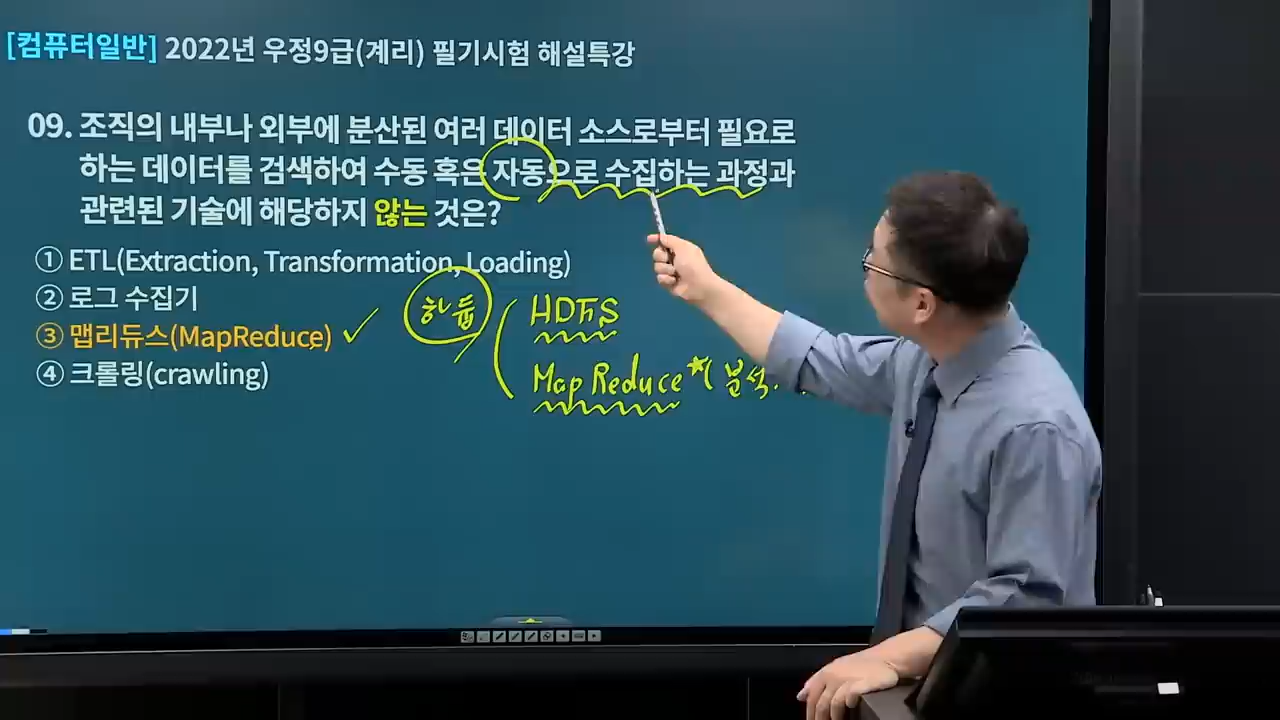 [컴퓨터일반] 2022년 우정9급(계리) 필기시험 해설특강
09. 조직의 내부나 외부에 분산된 여러 데이터 소스로부터 필요로
하는 데이터를 검색하여 수동 혹은 자동으로 수집하는 과정과
관련된 기술에 해당하지 않는 것은?
① ETL(Extraction, Transformation, Loading)
② 로그 수집기
③ 맵리듀스(MapReduce)
④ 크롤링(crawling)
하둡
HDFS
Map Reduce*(분석.